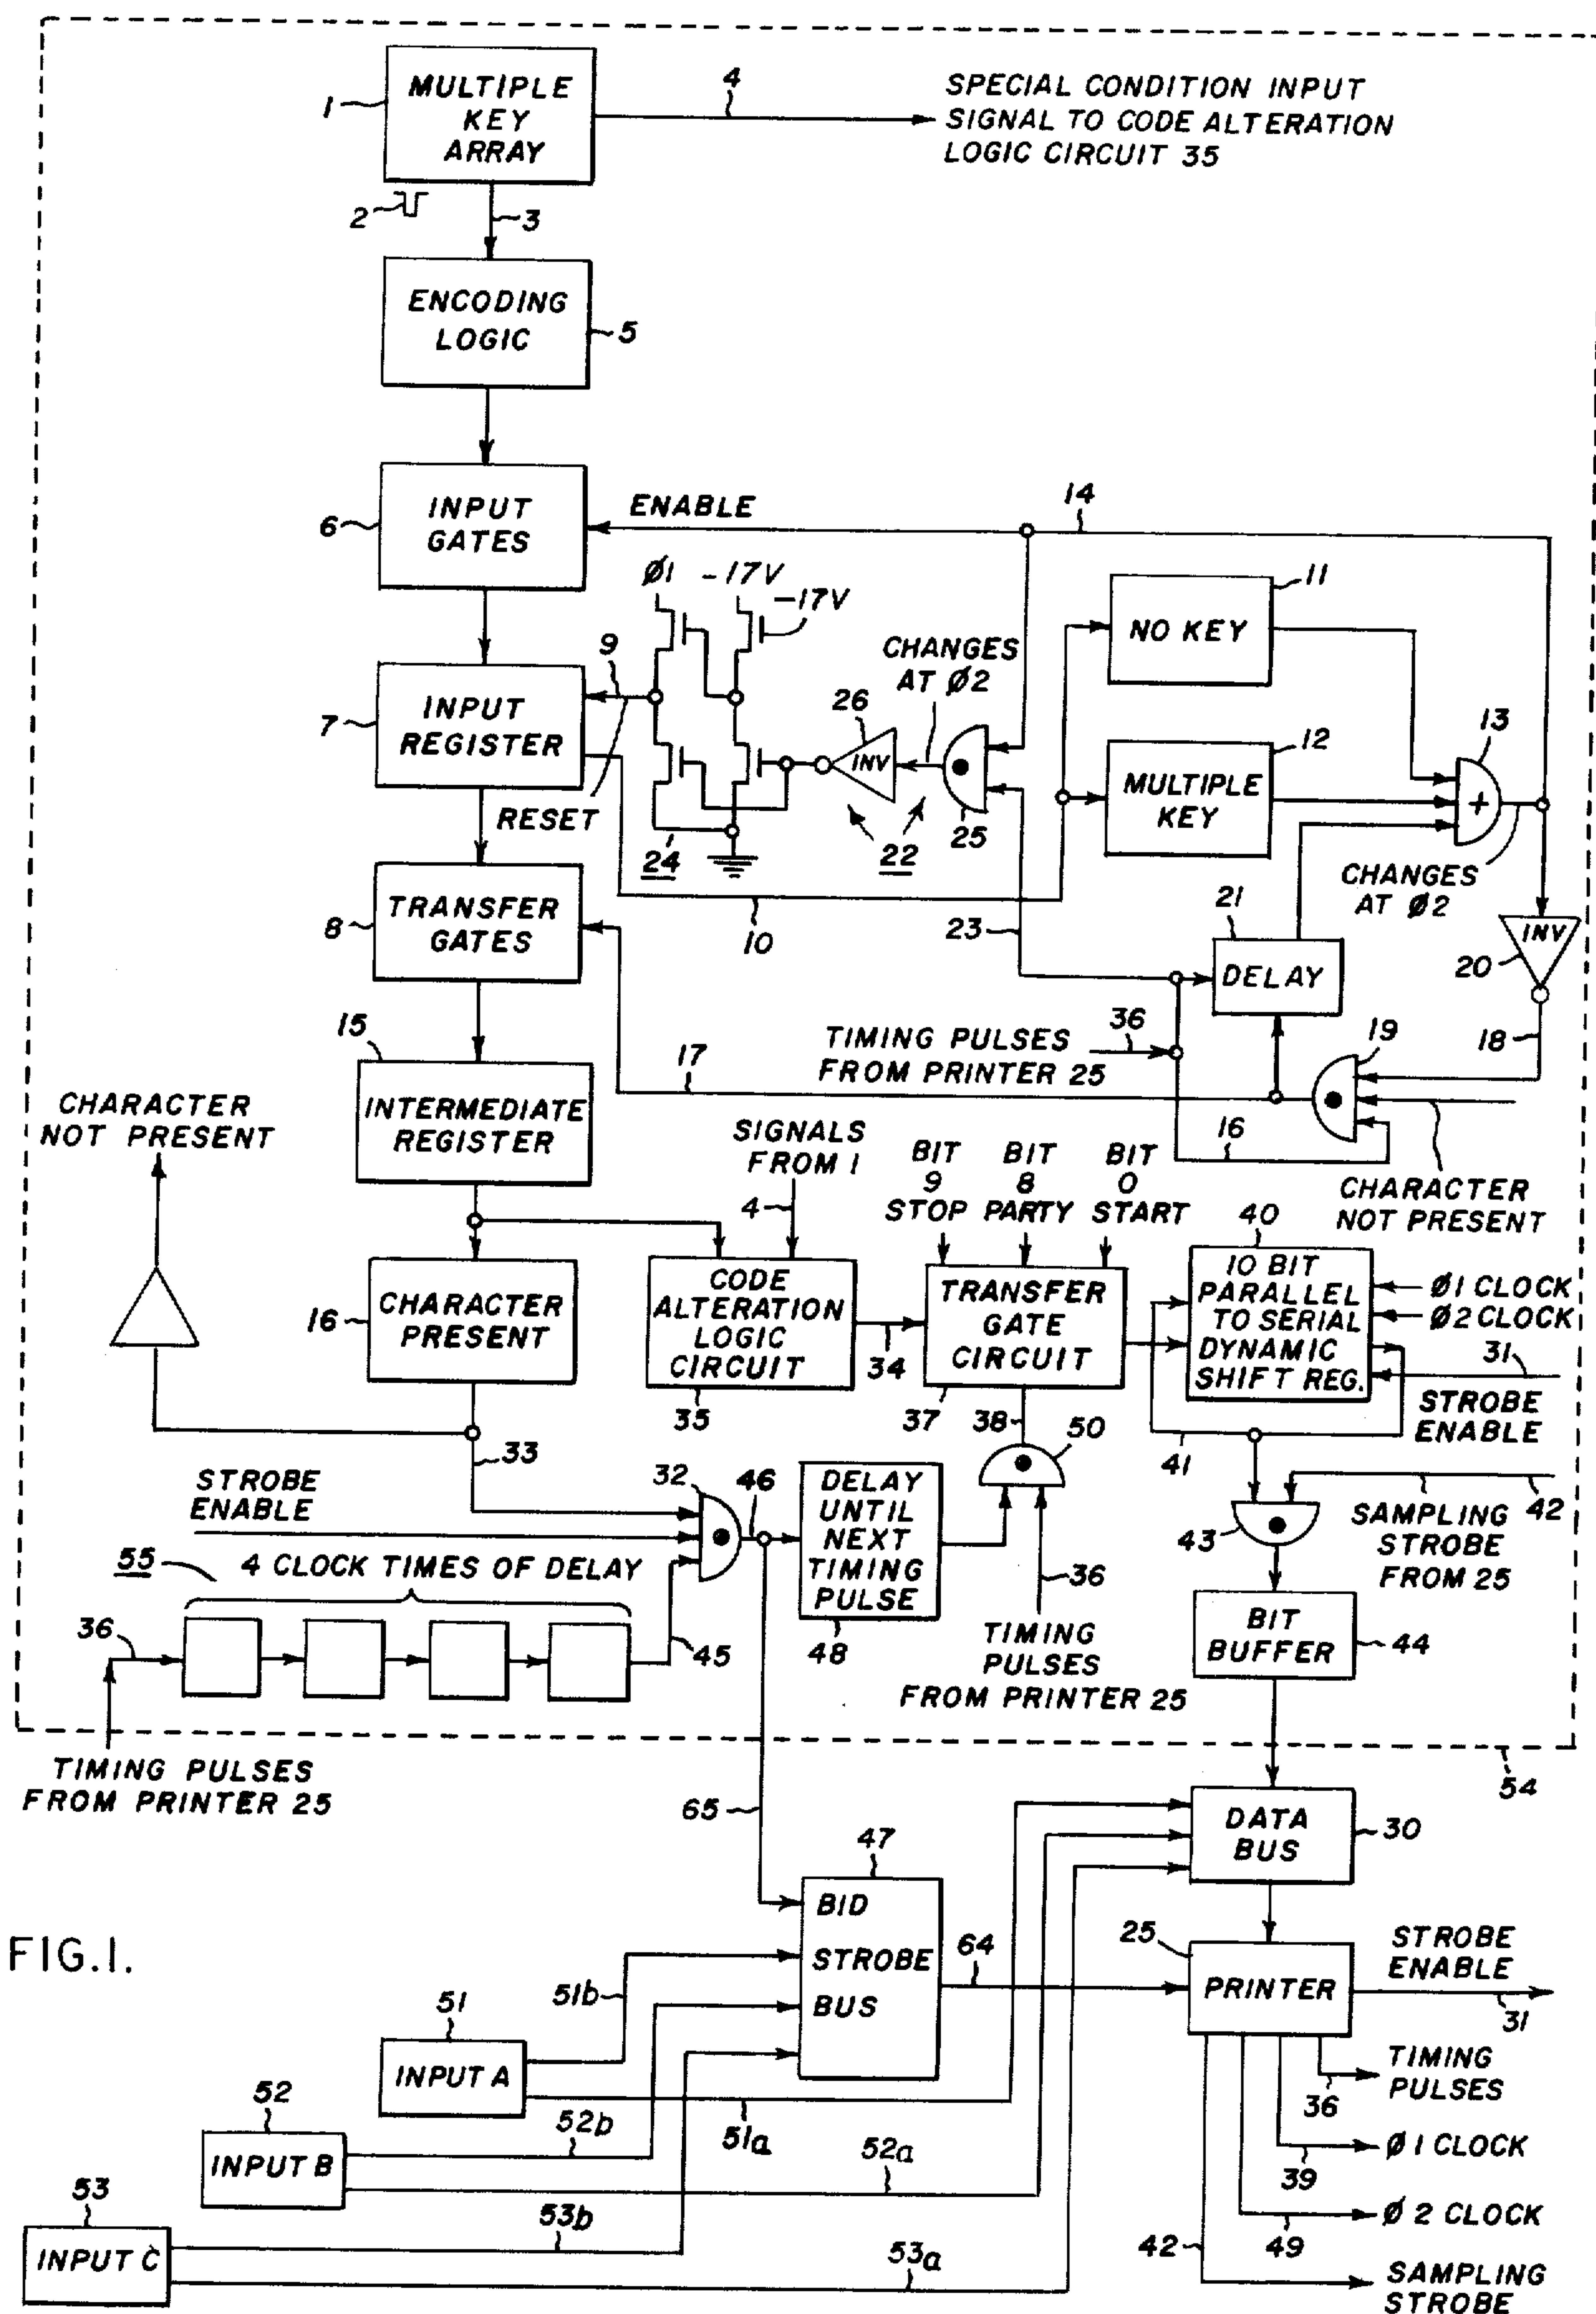 MULTIPLE
KEY
ARRAY
1
4
SPECIAL CONDITION INPUT
SIGNAL TO CODE ALTERATION
LOGIC CIRCUIT 35
2
3
ENCODING
LOGIC
5
INPUT
GATES
6
ENABLE
14
Ø1
-17V
-17V
11
NO KEY
9
CHANGES
AT Ø2
26
INV
INPUT
REGISTER
7
RESET
24
22
25
12
MULTIPLE
KEY
13
+
CHANGES
AT Ø2
TRANSFER
GATES
8
10
23
21
DELAY
INV
20
15
36
TIMING PULSES
FROM PRINTER 25
17
19
18
INTERMEDIATE
REGISTER
CHARACTER
NOT PRESENT
16
CHARACTER
NOT PRESENT
SIGNALS
FROM 1
4
BIT
9
STOP
BIT
8
PARTY
BIT
0
START
40
CHARACTER
PRESENT
16
CODE
ALTERATION
LOGIC
CIRCUIT
35
34
TRANSFER
GATE
CIRCUIT
37
38
10 BIT
PARALLEL
TO SERIAL
DYNAMIC
SHIFT REG.
Ø1 CLOCK
Ø2 CLOCK
31
STROBE
ENABLE
50
41
33
STROBE
ENABLE
32
46
DELAY
UNTIL
NEXT
TIMING
PULSE
48
43
42
SAMPLING
STROBE
FROM 25
55
4 CLOCK TIMES OF DELAY
36
45
36
TIMING
PULSES
FROM PRINTER 25
BIT
BUFFER
44
TIMING PULSES
FROM PRINTER 25
54
65
DATA
BUS
30
47
BID
STROBE
BUS
64
25
PRINTER
STROBE
ENABLE
31
FIG.1.
51b
51
INPUT A
51a
TIMING
PULSES
36
52
INPUT B
52b
52a
Ø1 CLOCK
39
53
INPUT C
53b
53a
Ø2 CLOCK
49
42
SAMPLING
STROBE